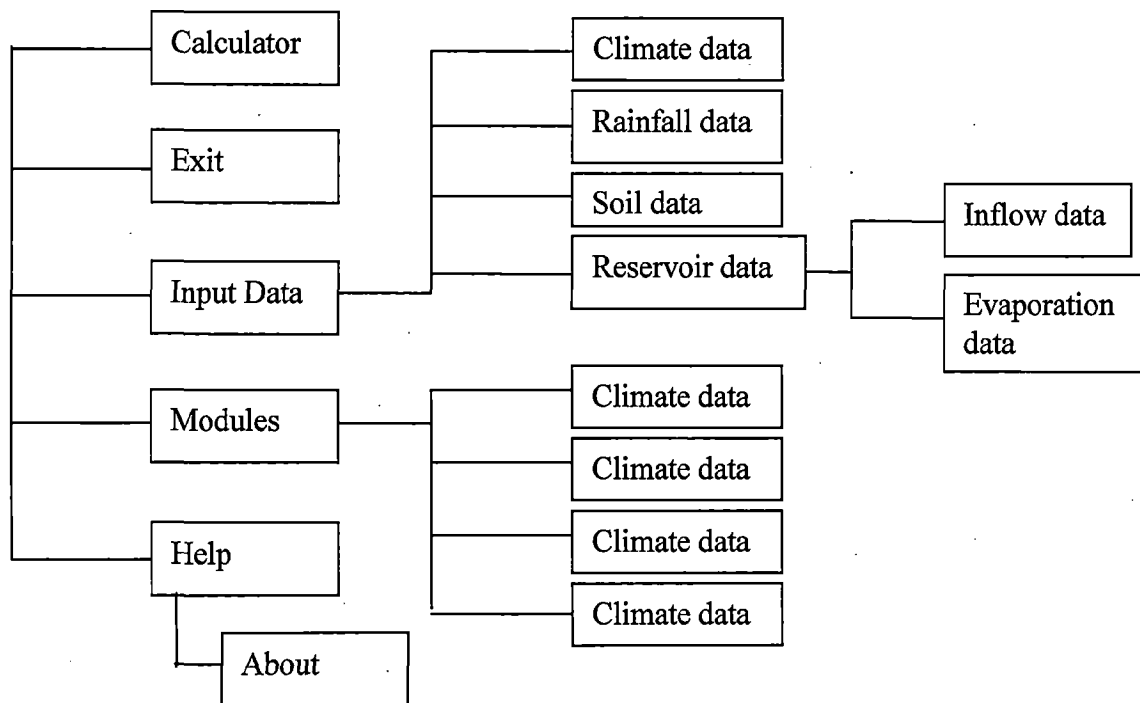 Calculator
Exit
Input Data
Modules
Help
About
Climate data
Rainfall data
Soil data
Reservoir data
Inflow data
Evaporation
data
Climate data
Climate data
Climate data
Climate data